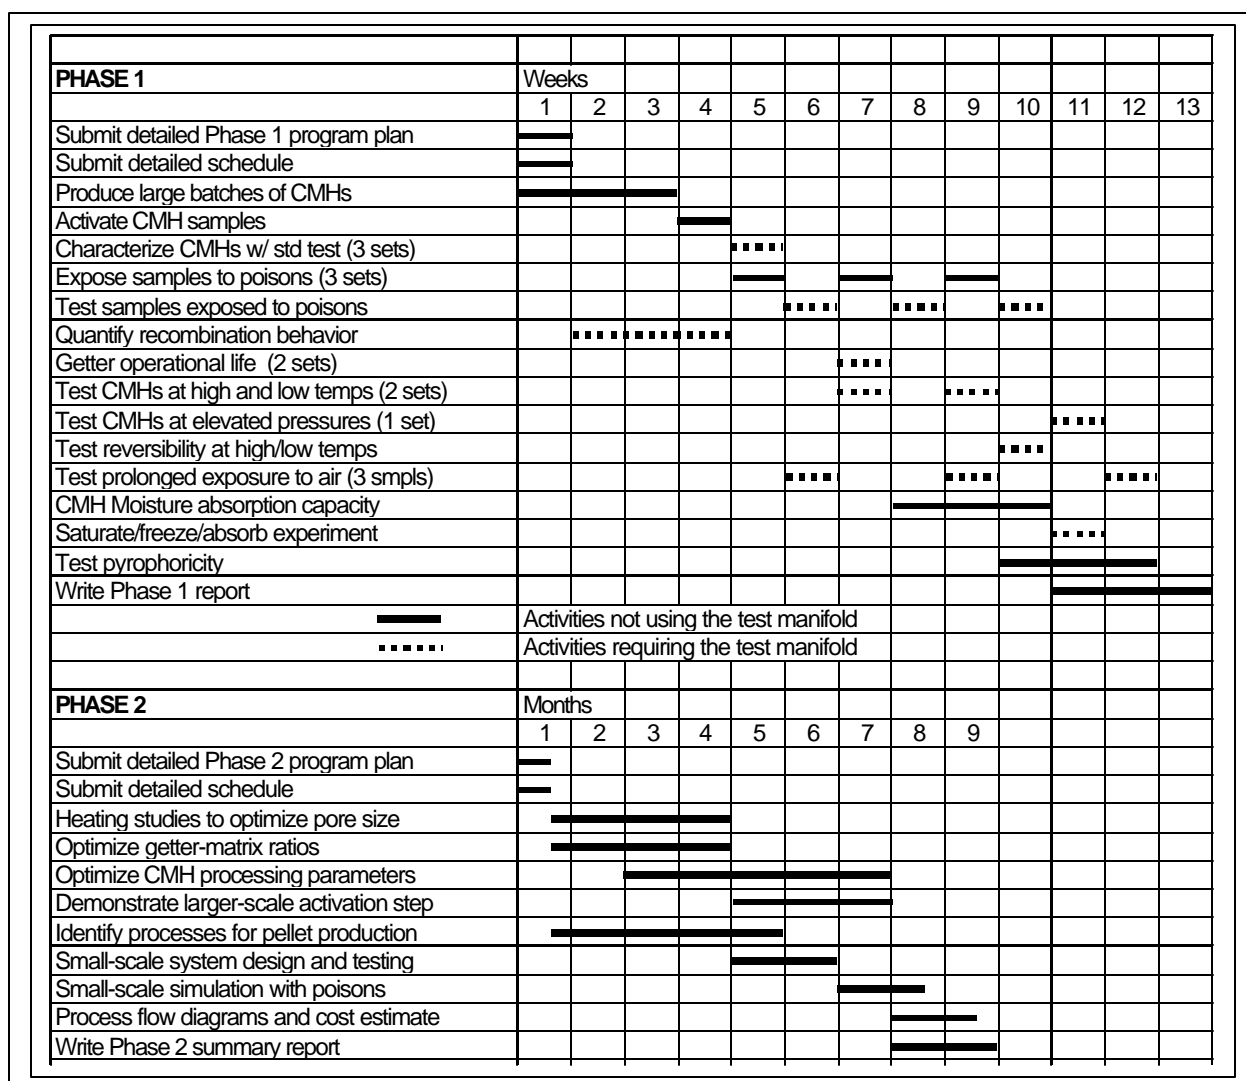 PHASE 1 Weeks
1 2 3 4 5 6 7 8 9 10 11 12 13
Submit detailed Phase 1 program plan
Submit detailed schedule
Produce large batches of CMHs
Activate CMH samples
Characterize CMHs w/ std test (3 sets)
Expose samples to poisons (3 sets)
Test samples exposed to poisons
Quantify recombination behavior
Getter operational life (2 sets)
Test CMHs at high and low temps (2 sets)
Test CMHs at elevated pressures (1 set)
Test reversibility at high/low temps
Test prolonged exposure to air (3 smpls)
CMH Moisture absorption capacity
Saturate/freeze/absorb experiment
Test pyrophoricity
Write Phase 1 report
Activities not using the test manifold
Activities requiring the test manifold
PHASE 2 Months
1 2 3 4 5 6 7 8 9
Submit detailed Phase 2 program plan
Submit detailed schedule
Heating studies to optimize pore size
Optimize getter-matrix ratios
Optimize CMH processing parameters
Demonstrate larger-scale activation step
Identify processes for pellet production
Small-scale system design and testing
Small-scale simulation with poisons
Process flow diagrams and cost estimate
Write Phase 2 summary report